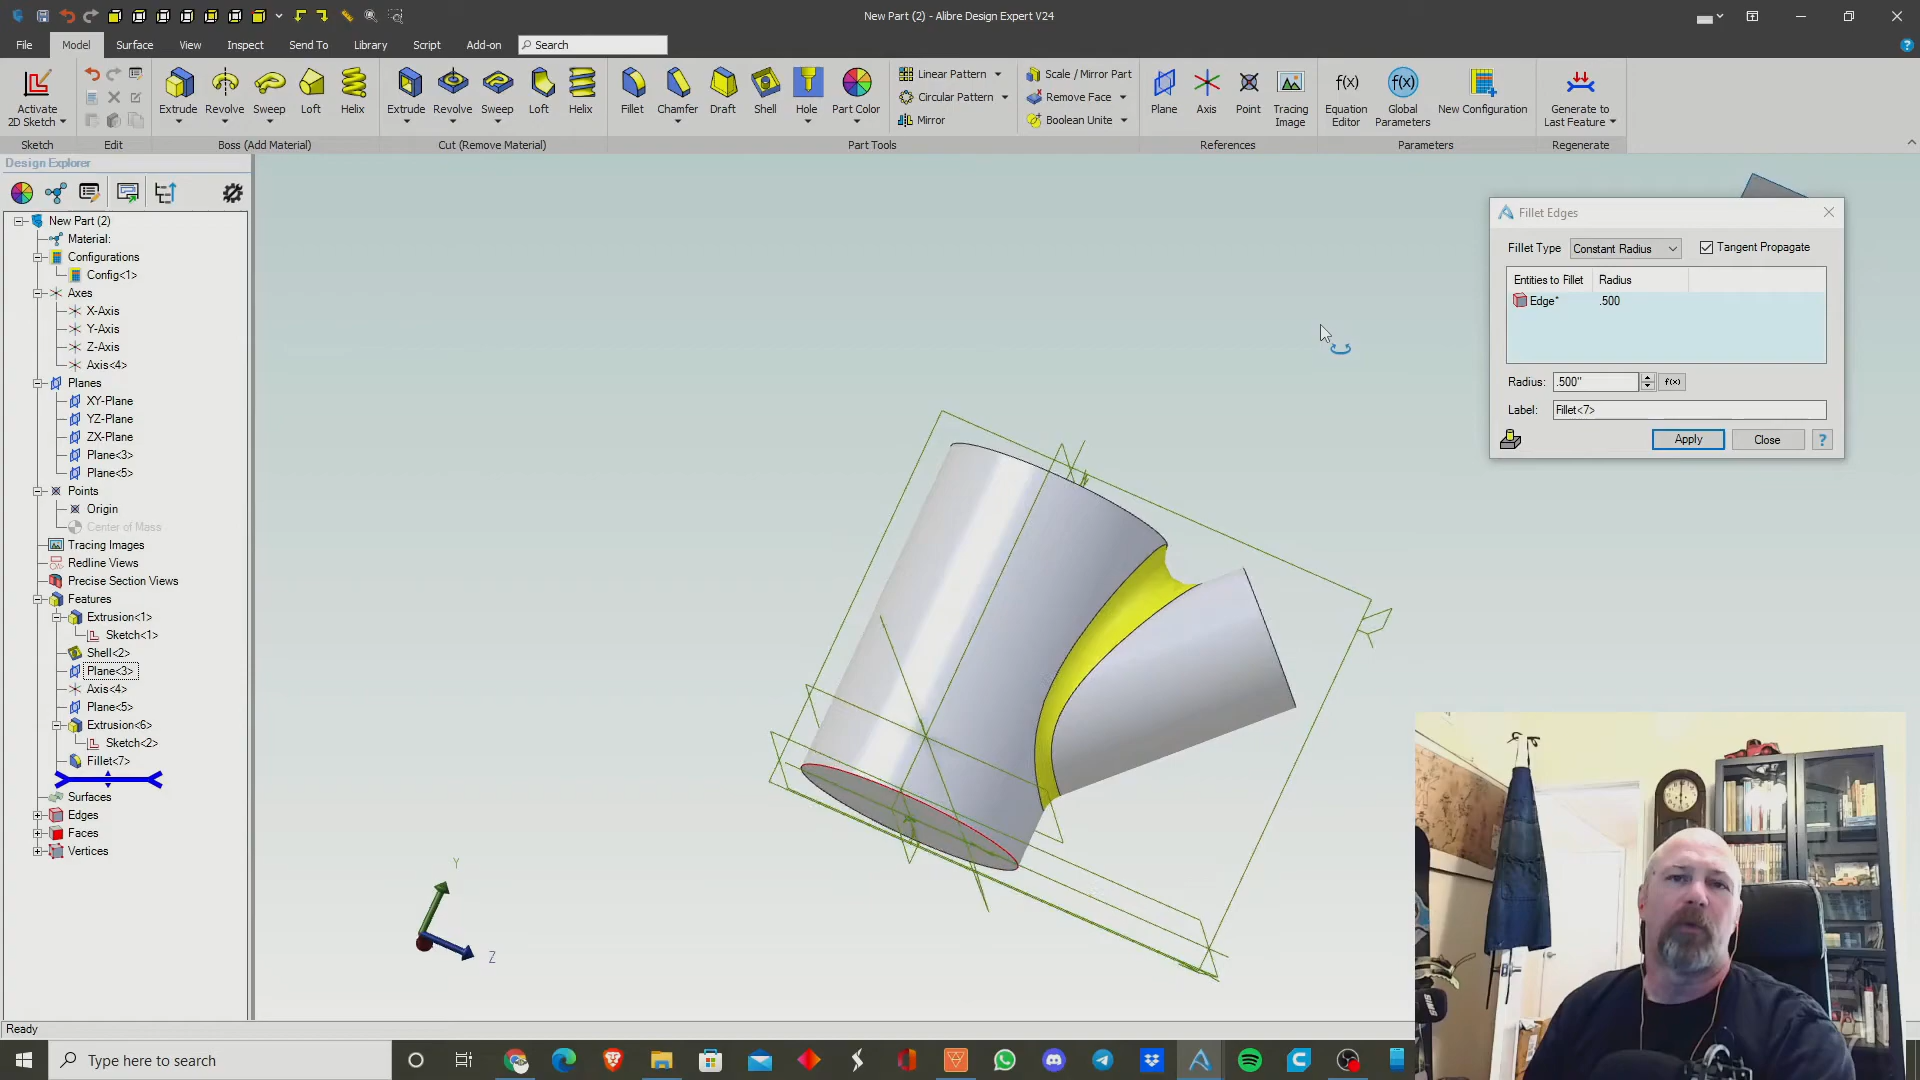 New Part (2) - Alibre Design Expert V24
File Model Surface View Inspect Send To Library Script Add-on Search
Activate 2D Sketch
Extrude Revolve Sweep Loft Helix
Extrude Revolve Sweep Loft Helix
Fillet Chamfer Draft Shell Hole Part Color
Linear Pattern
Circular Pattern
Mirror
Scale / Mirror Part
Remove Face
Boolean Unite
Plane Axis Point Tracing Image
f(x) Equation Editor
f(x) Global Parameters
New Configuration
Generate to Last Feature
Sketch Edit Boss (Add Material) Cut (Remove Material) Part Tools References Parameters Regenerate
Design Explorer
New Part (2)
Material:
Configurations
Config<1>
Axes
X-Axis
Y-Axis
Z-Axis
Axis<4>
Planes
XY-Plane
YZ-Plane
ZX-Plane
Plane<3>
Plane<5>
Points
Origin
Center of Mass
Tracing Images
Redline Views
Precise Section Views
Features
Extrusion<1>
Sketch<1>
Shell<2>
Plane<3>
Axis<4>
Plane<5>
Extrusion<6>
Sketch<2>
Fillet<7>
Surfaces
Edges
Faces
Vertices
Y
Z
Fillet Edges
Fillet Type Constant Radius Tangent Propagate
Entities to Fillet Radius
Edge* .500
Radius: .500" f(x)
Label: Fillet<7>
Apply Close ?
Ready
Type here to search